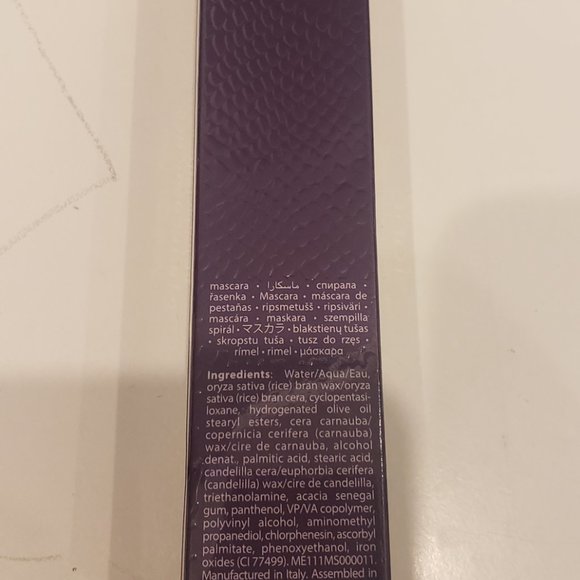 mascara • ماسكارا • спирала •
řasenka • Mascara • máscara de
pestañas • ripsmetušš • ripsiväri •
mascára • maskara • szempilla
spirál • マスカラ • blakstienų tušas
• skropstu tuša • tusz do rzęs •
rímel • rimel • μάσκαρα
Ingredients: Water/Aqua/Eau,
oryza sativa (rice) bran wax/oryza
sativa (rice) bran cera, cyclopentasi-
loxane, hydrogenated olive oil
stearyl esters, cera carnauba/
copernicia cerifera (carnauba)
wax/cire de carnauba, alcohol
denat., palmitic acid, stearic acid,
candelilla cera/euphorbia cerifera
(candelilla) wax/cire de candelilla,
triethanolamine, acacia senegal
gum, panthenol, VP/VA copolymer,
polyvinyl alcohol, aminomethyl
propanediol, chlorphenesin, ascorbyl
palmitate, phenoxyethanol, iron
oxides (CI 77499). ME111MS000011.
Manufactured in Italy. Assembled in